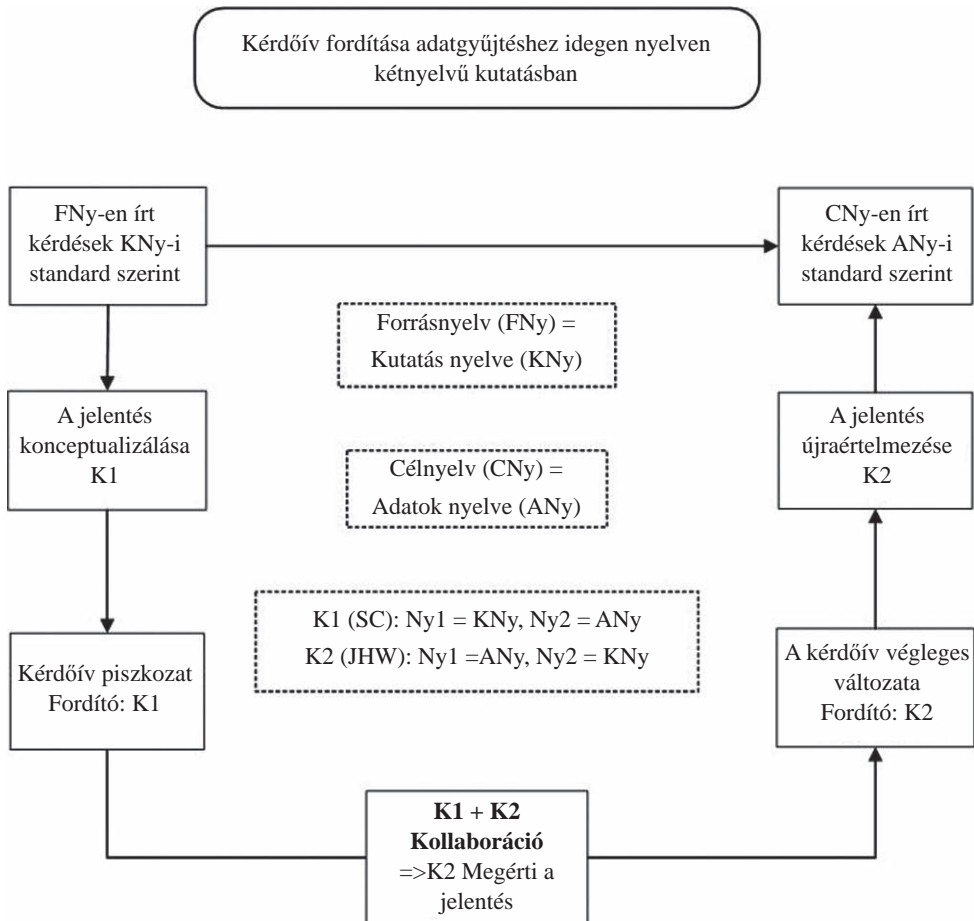 Kérdőív fordítása adatgyűjtéshez idegen nyelven
kétnyelvű kutatásban
FNy-en írt
kérdések KNy-i
standard szerint
CNy-en írt
kérdések ANy-i
standard szerint
Forrásnyelv (FNy) =
Kutatás nyelve (KNy)
A jelentés
konceptualizálása
K1
A jelentés
újraértelmezése
K2
Célnyelv (CNy) =
Adatok nyelve (ANy)
K1 (SC): Ny1 = KNy, Ny2 = ANy
K2 (JHW): Ny1 =ANy, Ny2 = KNy
Kérdőív piszkozat
Fordító: K1
A kérdőív végleges
változata
Fordító: K2
K1 + K2
Kollaboráció
=>K2 Megérti a
jelentés